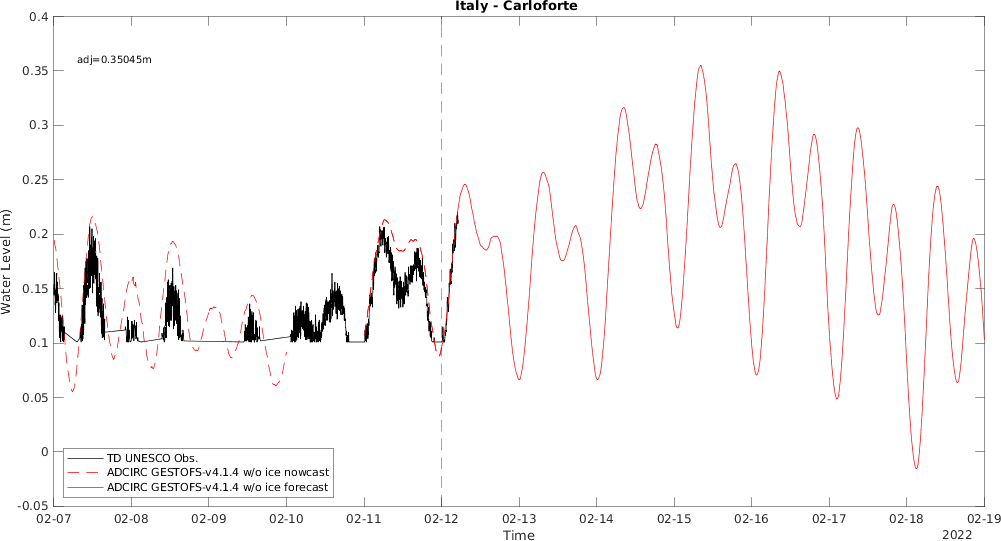 Italy - Carloforte
adj=0.35045m
Water Level (m)
0.4
0.35
0.3
0.25
0.2
0.15
0.1
0.05
0
-0.05
TD UNESCO Obs.
ADCIRC GESTOFS-v4.1.4 w/o ice nowcast
ADCIRC GESTOFS-v4.1.4 w/o ice forecast
02-07 02-08 02-09 02-10 02-11 02-12 02-13 02-14 02-15 02-16 02-17 02-18 02-19
Time
2022